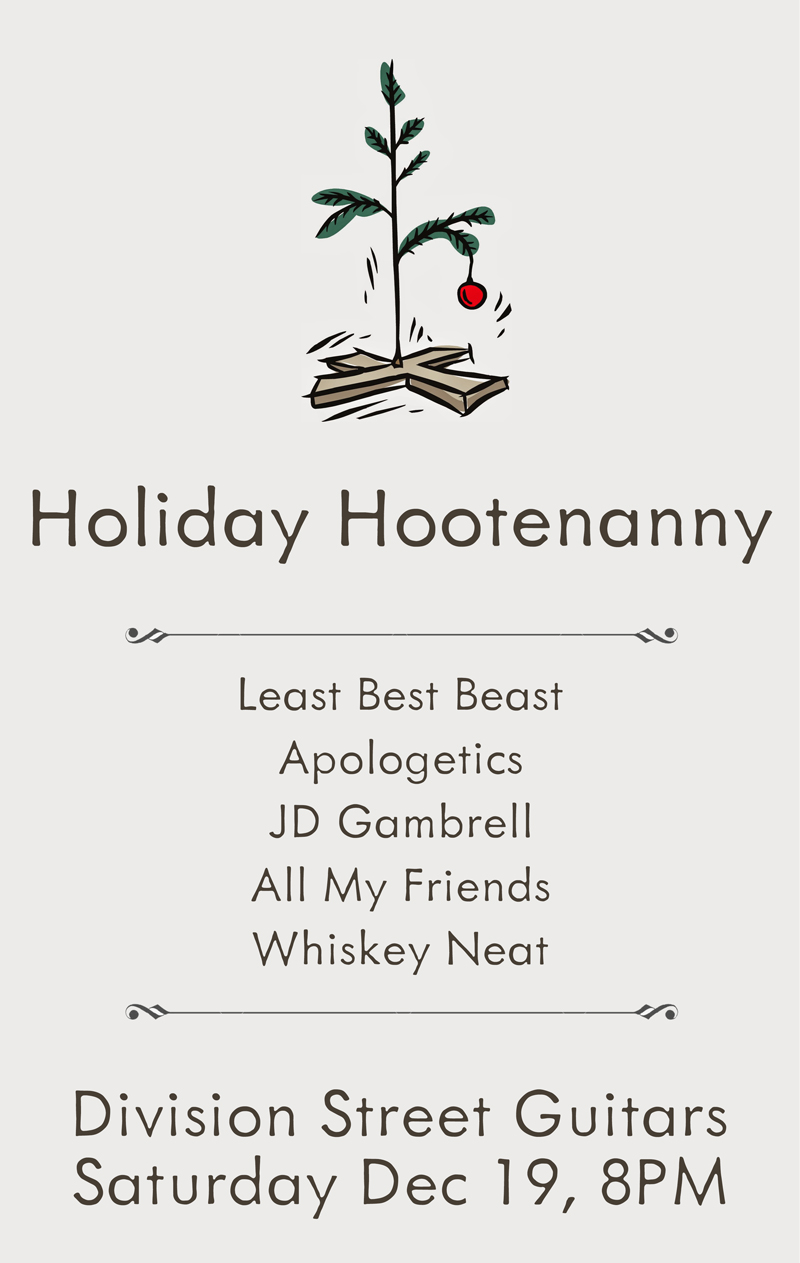 Holiday Hootenanny
Least Best Beast
Apologetics
JD Gambrell
All My Friends
Whiskey Neat
Division Street Guitars
Saturday Dec 19, 8PM